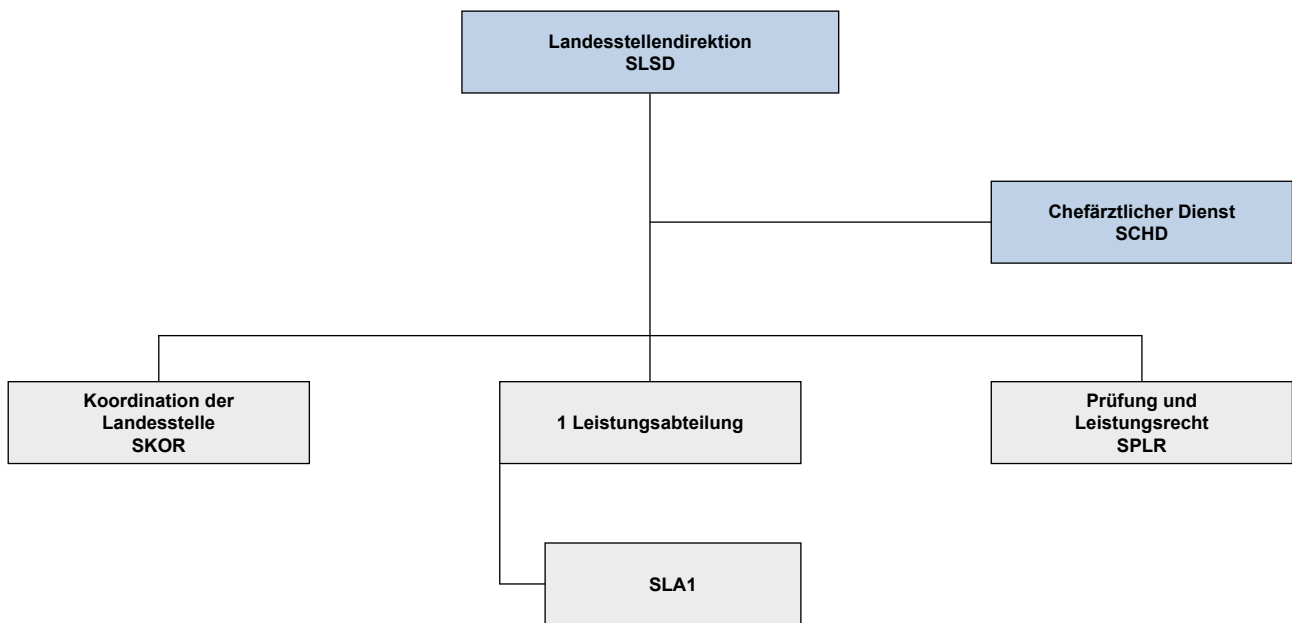 Landesstellendirektion
SLSD
Chefärztlicher Dienst
SCHD
Koordination der
Landesstelle
SKOR
1 Leistungsabteilung
Prüfung und
Leistungsrecht
SPLR
SLA1